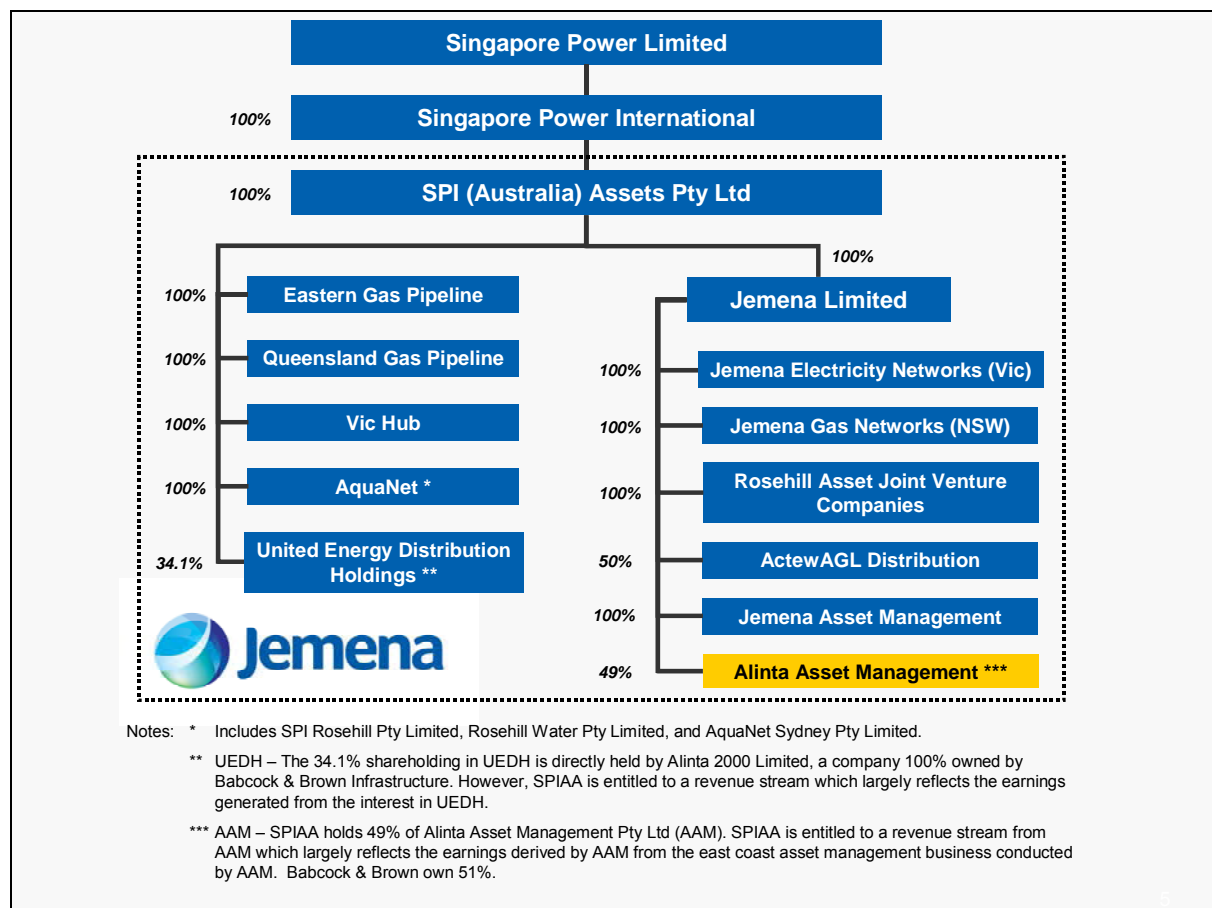 Singapore Power Limited
100%
Singapore Power International
100%
SPI (Australia) Assets Pty Ltd
100%
100%
Eastern Gas Pipeline
Jemena Limited
100%
Queensland Gas Pipeline
100%
Jemena Electricity Networks (Vic)
100%
Vic Hub
100%
Jemena Gas Networks (NSW)
100%
AquaNet *
100%
Rosehill Asset Joint Venture
Companies
34.1%
United Energy Distribution
Holdings **
50%
ActewAGL Distribution
100%
Jemena Asset Management
Jemena
49%
Alinta Asset Management ***
Notes: * Includes SPI Rosehill Pty Limited, Rosehill Water Pty Limited, and AquaNet Sydney Pty Limited.
** UEDH – The 34.1% shareholding in UEDH is directly held by Alinta 2000 Limited, a company 100% owned by
Babcock & Brown Infrastructure. However, SPIAA is entitled to a revenue stream which largely reflects the earnings
generated from the interest in UEDH.
*** AAM – SPIAA holds 49% of Alinta Asset Management Pty Ltd (AAM). SPIAA is entitled to a revenue stream from
AAM which largely reflects the earnings derived by AAM from the east coast asset management business conducted
by AAM.  Babcock & Brown own 51%.
5